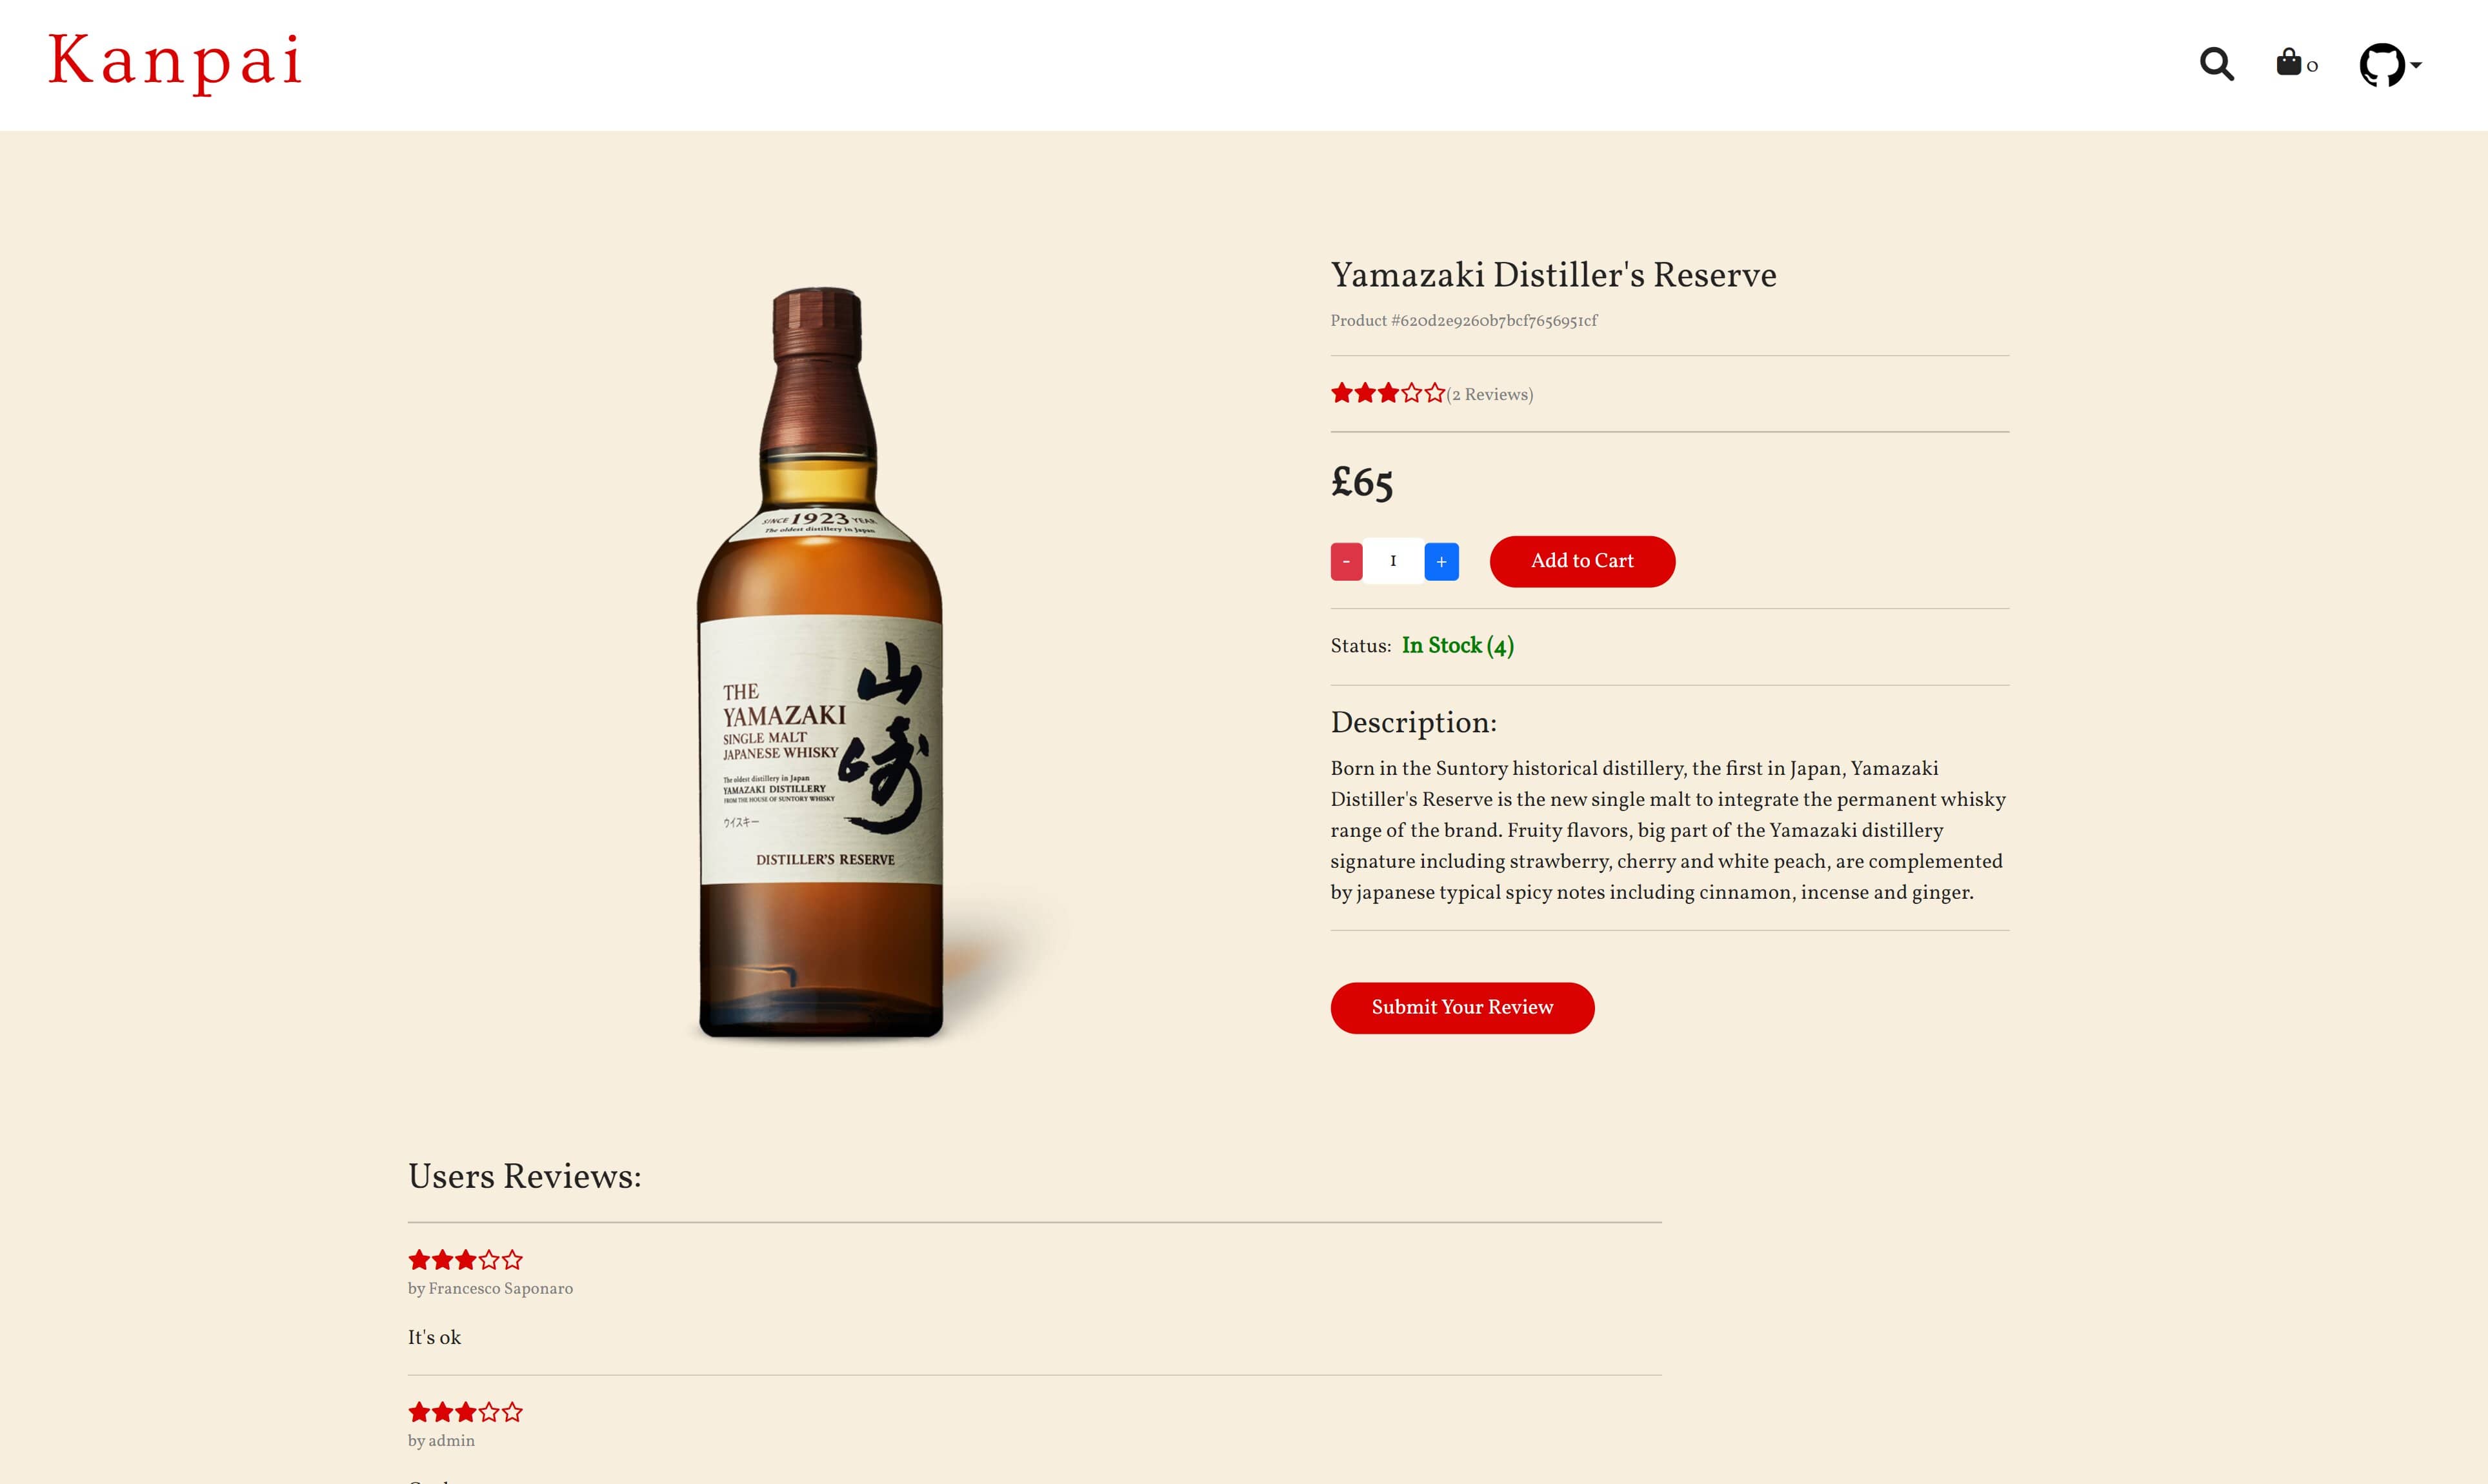 Kanpai
0
Yamazaki Distiller's Reserve
Product #620d2e9260b7bcf7656951cf
(2 Reviews)
£65
- 1 +
Add to Cart
Status: In Stock (4)
Description:
Born in the Suntory historical distillery, the first in Japan, Yamazaki
Distiller's Reserve is the new single malt to integrate the permanent whisky
range of the brand. Fruity flavors, big part of the Yamazaki distillery
signature including strawberry, cherry and white peach, are complemented
by japanese typical spicy notes including cinnamon, incense and ginger.
Submit Your Review
SINCE 1923 YEAR
The oldest distillery in Japan
山崎
THE
YAMAZAKI
SINGLE MALT
JAPANESE WHISKY
The oldest distillery in Japan
YAMAZAKI DISTILLERY
FROM THE HOUSE OF SUNTORY WHISKY
ウイスキー
DISTILLER'S RESERVE
Users Reviews:
by Francesco Saponaro
It's ok
by admin